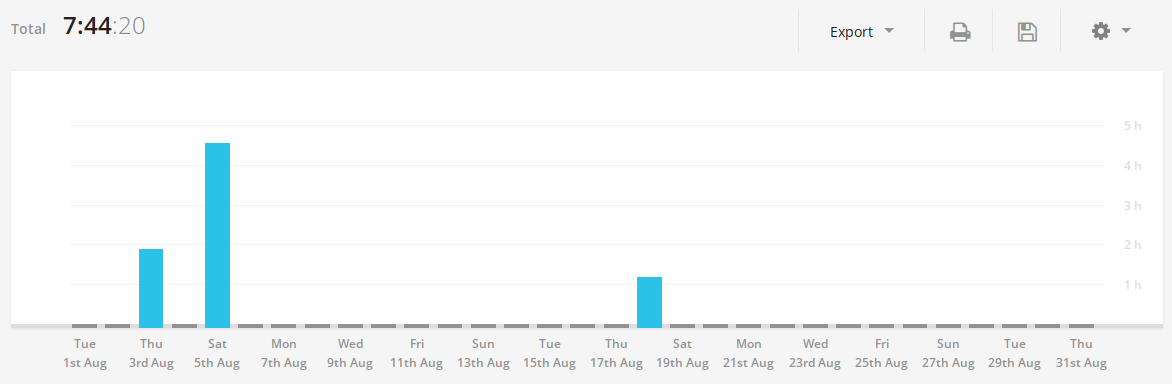 Total 7:44:20 Export
5 h
4 h
3 h
2 h
1 h
Tue Thu Sat Mon Wed Fri Sun Tue Thu Sat Mon Wed Fri Sun Tue Thu
1st Aug 3rd Aug 5th Aug 7th Aug 9th Aug 11th Aug 13th Aug 15th Aug 17th Aug 19th Aug 21st Aug 23rd Aug 25th Aug 27th Aug 29th Aug 31st Aug